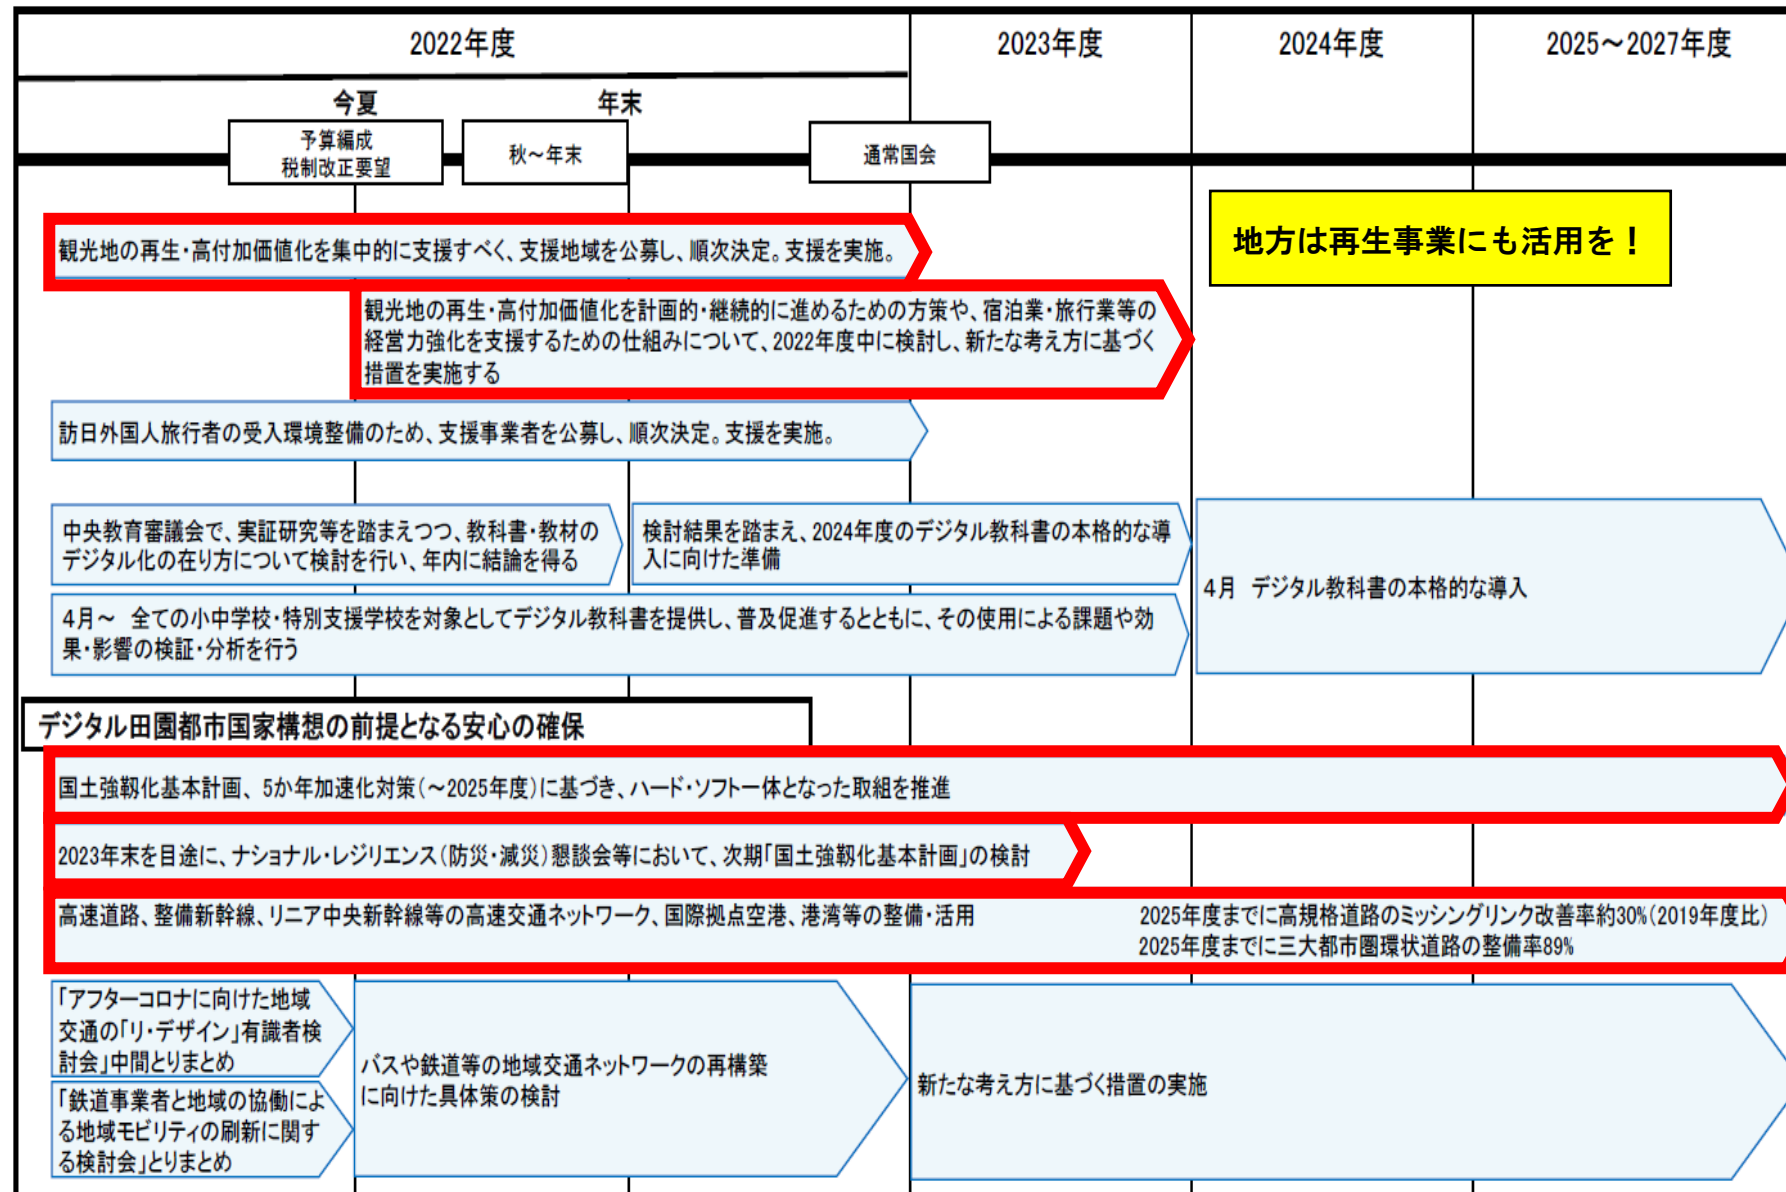 2022年度
2023年度
2024年度
2025～2027年度
今夏
年末
予算編成
税制改正要望
秋～年末
通常国会
地方は再生事業にも活用を！
観光地の再生・高付加価値化を集中的に支援すべく、支援地域を公募し、順次決定。支援を実施。
観光地の再生・高付加価値化を計画的・継続的に進めるための方策や、宿泊業・旅行業等の
経営力強化を支援するための仕組みについて、2022年度中に検討し、新たな考え方に基づく
措置を実施する
訪日外国人旅行者の受入環境整備のため、支援事業者を公募し、順次決定。支援を実施。
中央教育審議会で、実証研究等を踏まえつつ、教科書・教材の
デジタル化の在り方について検討を行い、年内に結論を得る
検討結果を踏まえ、2024年度のデジタル教科書の本格的な導
入に向けた準備
4月　デジタル教科書の本格的な導入
4月～　全ての小中学校・特別支援学校を対象としてデジタル教科書を提供し、普及促進するとともに、その使用による課題や効
果・影響の検証・分析を行う
デジタル田園都市国家構想の前提となる安心の確保
国土強靱化基本計画、5か年加速化対策（～2025年度）に基づき、ハード・ソフト一体となった取組を推進
2023年末を目途に、ナショナル・レジリエンス（防災・減災）懇談会等において、次期「国土強靱化基本計画」の検討
高速道路、整備新幹線、リニア中央新幹線等の高速交通ネットワーク、国際拠点空港、港湾等の整備・活用
2025年度までに高規格道路のミッシングリンク改善率約30%（2019年度比）
2025年度までに三大都市圏環状道路の整備率89%
「アフターコロナに向けた地域
交通の「リ・デザイン」有識者検
討会」中間とりまとめ
「鉄道事業者と地域の協働によ
る地域モビリティの刷新に関す
る検討会」とりまとめ
バスや鉄道等の地域交通ネットワークの再構築
に向けた具体策の検討
新たな考え方に基づく措置の実施